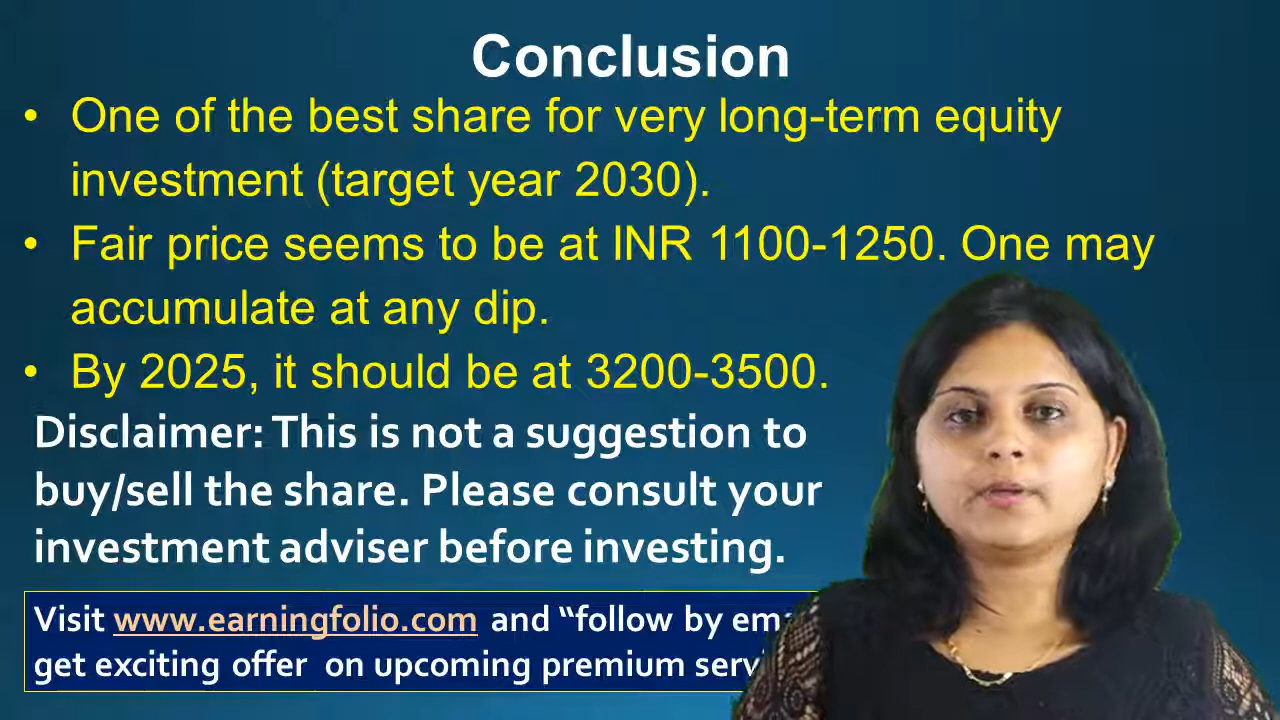 Conclusion
• One of the best share for very long-term equity
investment (target year 2030).
• Fair price seems to be at INR 1100-1250. One may
accumulate at any dip.
• By 2025, it should be at 3200-3500.
Disclaimer: This is not a suggestion to
buy/sell the share. Please consult your
investment adviser before investing.
Visit www.earningfolio.com and “follow by
get exciting offer on upcoming premium